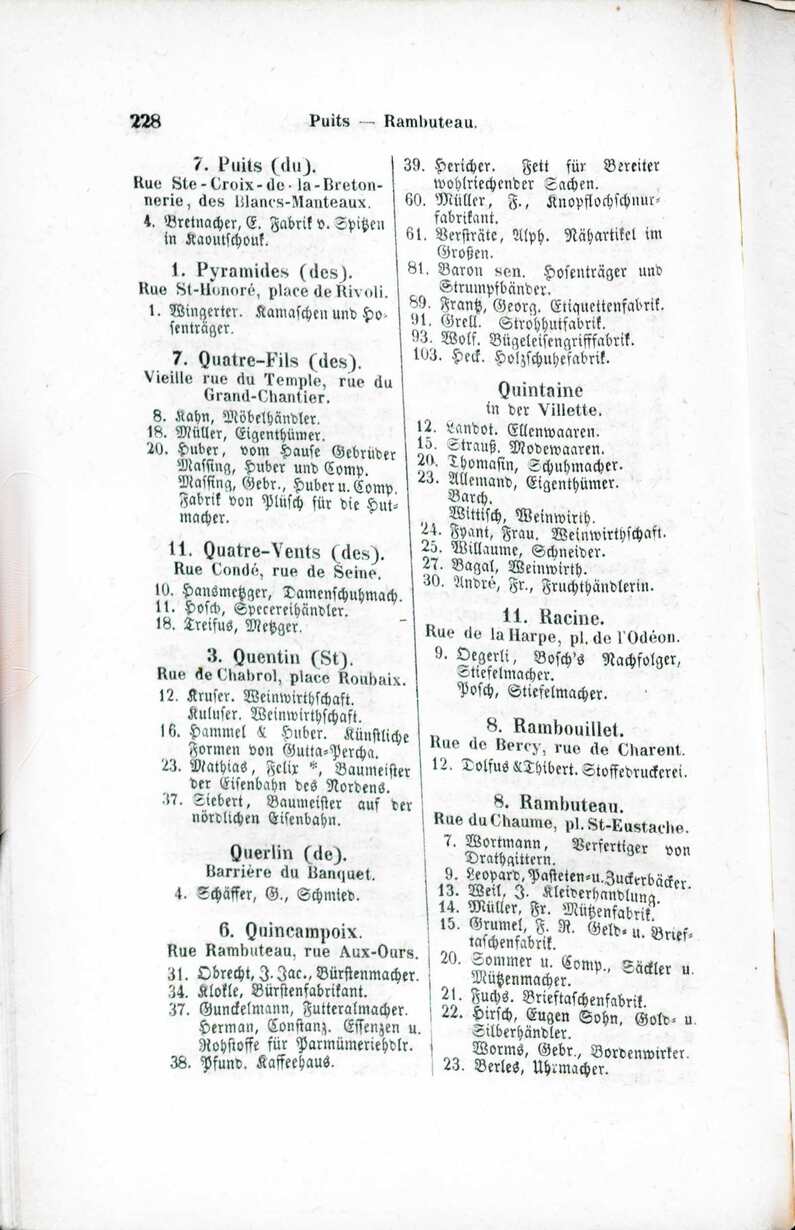 228
Puits — Rambuteau.
7. Puits (du).
Rue Ste-Croix-de-la-Breton-
nerie, des Blancs-Manteaux.
4. Bretnacher, E. Fabrik v. Spitzen
in Kaoutschouk.
1. Pyramides (des).
Rue St-Honoré, place de Rivoli.
1. Wingerter. Kamaschen und Ho-
senträger.
7. Quatre-Fils (des).
Vieille rue du Temple, rue du
Grand-Chantier.
8. Kahn, Möbelhändler.
18. Müller, Eigenthümer.
20. Huber, vom Hause Gebrüder
Massing, Huber und Comp.
Massing, Gebr., Huber u. Comp.
Fabrik von Plüsch für die Hut-
macher.
11. Quatre-Vents (des).
Rue Condé, rue de Seine.
10. Hansmetzger, Damenschuhmach.
11. Hosch, Specereihändler.
18. Treifus, Metzger.
3. Quentin (St).
Rue de Chabrol, place Roubaix.
12. Kruser. Weinwirthschaft.
Kuluser. Weinwirthschaft.
16. Hammel & Huber. Künstliche
Formen von Gutta-Percha.
23. Mathias, Felix *, Baumeister
der Eisenbahn des Nordens.
37. Siebert, Baumeister auf der
nördlichen Eisenbahn.
Querlin (de).
Barrière du Banquet.
4. Schäffer, G., Schmied.
6. Quincampoix.
Rue Rambuteau, rue Aux-Ours.
31. Obrecht, J. Jac., Bürstenmacher.
34. Klokle, Bürstenfabrikant.
37. Gunckelmann, Futteralmacher.
Herman, Constanz. Essenzen u.
Rohstoffe für Parmümeriehdlr.
38. Pfund. Kaffeehaus.
39. Hericher. Fett für Bereiter
wohlriechender Sachen.
60. Müller, F., Knopflochschnur-
fabrikant.
61. Versträte, Alph. Nähartikel im
Großen.
81. Baron sen. Hosenträger und
Strumpfbänder.
89. Frantz, Georg. Etiquettenfabrik.
91. Grell. Strohhutfabrik.
93. Wolf. Bügeleisengrifffabrik.
103. Heck. Holzschuhefabrik.
Quintaine
in der Villette.
12. Landot. Ellenwaaren.
15. Strauß. Modewaaren.
20. Thomasin, Schuhmacher.
23. Allemand, Eigenthümer.
Barch.
Wittisch, Weinwirth.
24. Fyant, Frau. Weinwirthschaft.
25. Willaume, Schneider.
27. Bagal, Weinwirth.
30. André, Fr., Fruchthändlerin.
11. Racine.
Rue de la Harpe, pl. de l'Odéon.
9. Oegerli, Bosch's Nachfolger,
Stiefelmacher.
Posch, Stiefelmacher.
8. Rambouillet.
Rue de Bercy, rue de Charent.
12. Dolfus & Thibert. Stoffedruckerei.
8. Rambuteau.
Rue du Chaume, pl. St-Eustache.
7. Wortmann, Verfertiger von
Drathgittern.
9. Leopard, Pasteten-u. Zuckerbäcker.
13. Weil, J. Kleiderhandlung.
14. Müller, Fr. Mützenfabrik.
15. Grumel, F. R. Geld- u. Brief-
taschenfabrik.
20. Sommer u. Comp., Säckler u.
Mützenmacher.
21. Fuchs. Brieftaschenfabrik.
22. Hirsch, Eugen Sohn, Gold- u.
Silberhändler.
Worms, Gebr., Bordenwirker.
23. Berles, Uhrmacher.